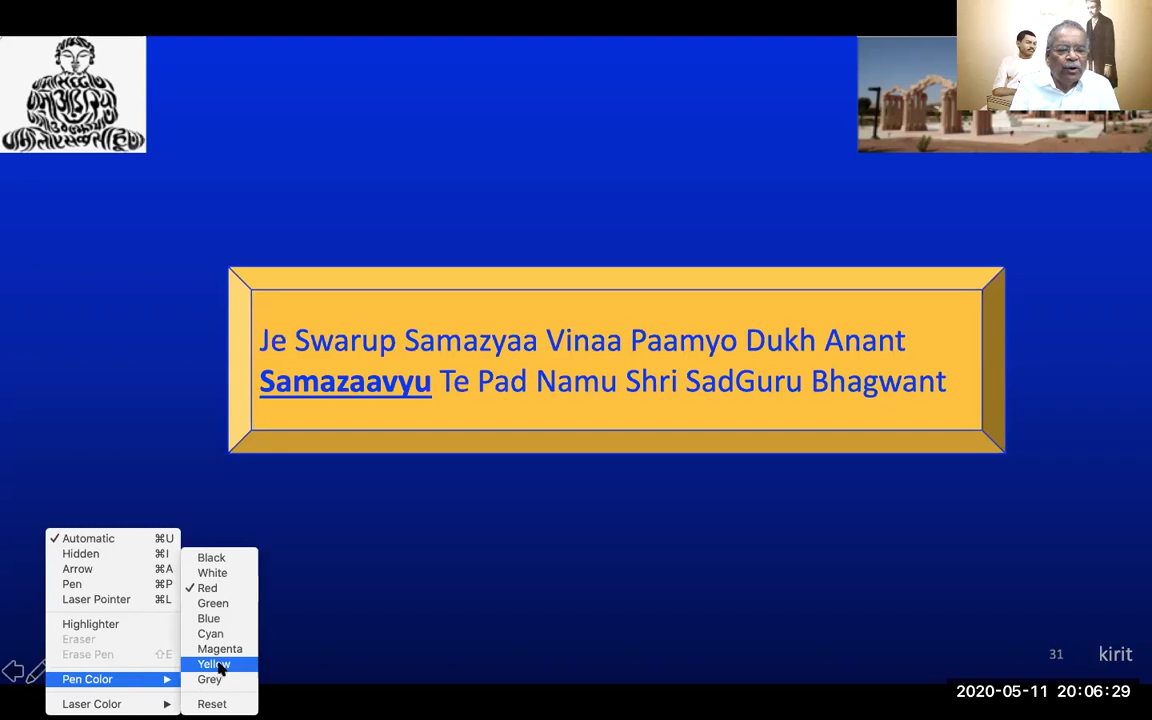 Je Swarup Samazyaa Vinaa Paamyo Dukh Anant
Samazaavyu Te Pad Namu Shri SadGuru Bhagwant
✓ Automatic ⌘U
Hidden ⌘I
Arrow ⌘A
Pen ⌘P
Laser Pointer ⌘L
Highlighter
Eraser
Erase Pen ⇧E
Pen Color ▶
Laser Color ▶
Black
White
✓ Red
Green
Blue
Cyan
Magenta
Yellow
Grey
Reset
31 kirit
2020-05-11 20:06:29